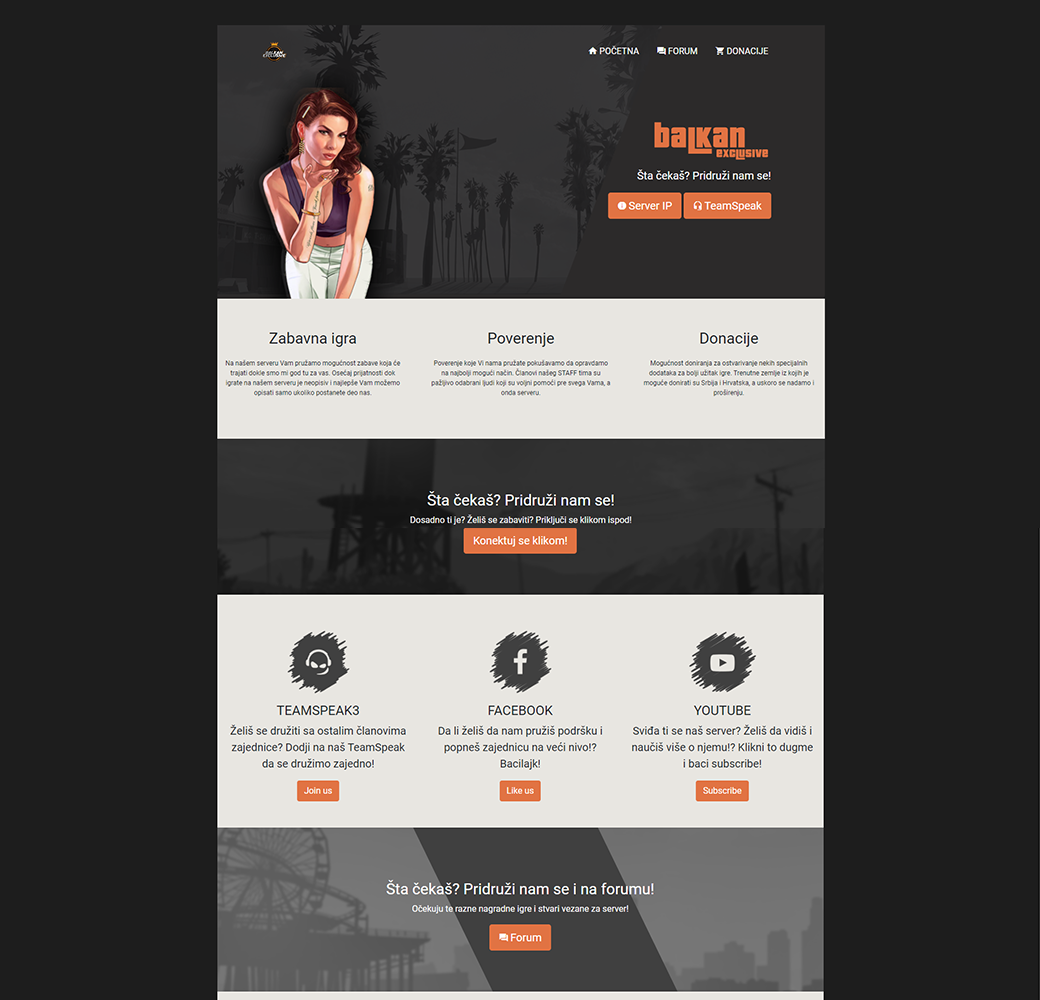 BALKAN
EXCLUSIVE
POČETNA
FORUM
DONACIJE
balkan
exclusive
Šta čekaš? Pridruži nam se!
Server IP
TeamSpeak
Zabavna igra
Na našem serveru Vam pružamo mogućnost zabave koja će
trajati dokle smo mi god tu za vas. Osećaj prijatnosti dok
igrate na našem serveru je neopisiv i najlepše Vam možemo
opisati samo ukoliko postanete deo nas.
Poverenje
Poverenje koje Vi nama pružate pokušavamo da opravdamo
na najbolji mogući način. Članovi našeg STAFF tima su
pažljivo odabrani ljudi koji su voljni pomoći pre svega Vama, a
onda serveru.
Donacije
Mogućnost doniranja za ostvarivanje nekih specijalnih
dodataka za bolji užitak igre. Trenutne zemlje iz kojih je
moguće donirati su Srbija i Hrvatska, a uskoro se nadamo i
proširenju.
Šta čekaš? Pridruži nam se!
Dosadno ti je? Želiš se zabaviti? Priključi se klikom ispod!
Konektuj se klikom!
TEAMSPEAK3
Želiš se družiti sa ostalim članovima
zajednice? Dodji na naš TeamSpeak
da se družimo zajedno!
Join us
FACEBOOK
Da li želiš da nam pružiš podršku i
popneš zajednicu na veći nivo!?
Bacilajk!
Like us
YOUTUBE
Sviđa ti se naš server? Želiš da vidiš i
naučiš više o njemu!? Klikni to dugme
i baci subscribe!
Subscribe
Šta čekaš? Pridruži nam se i na forumu!
Očekuju te razne nagradne igre i stvari vezane za server!
Forum